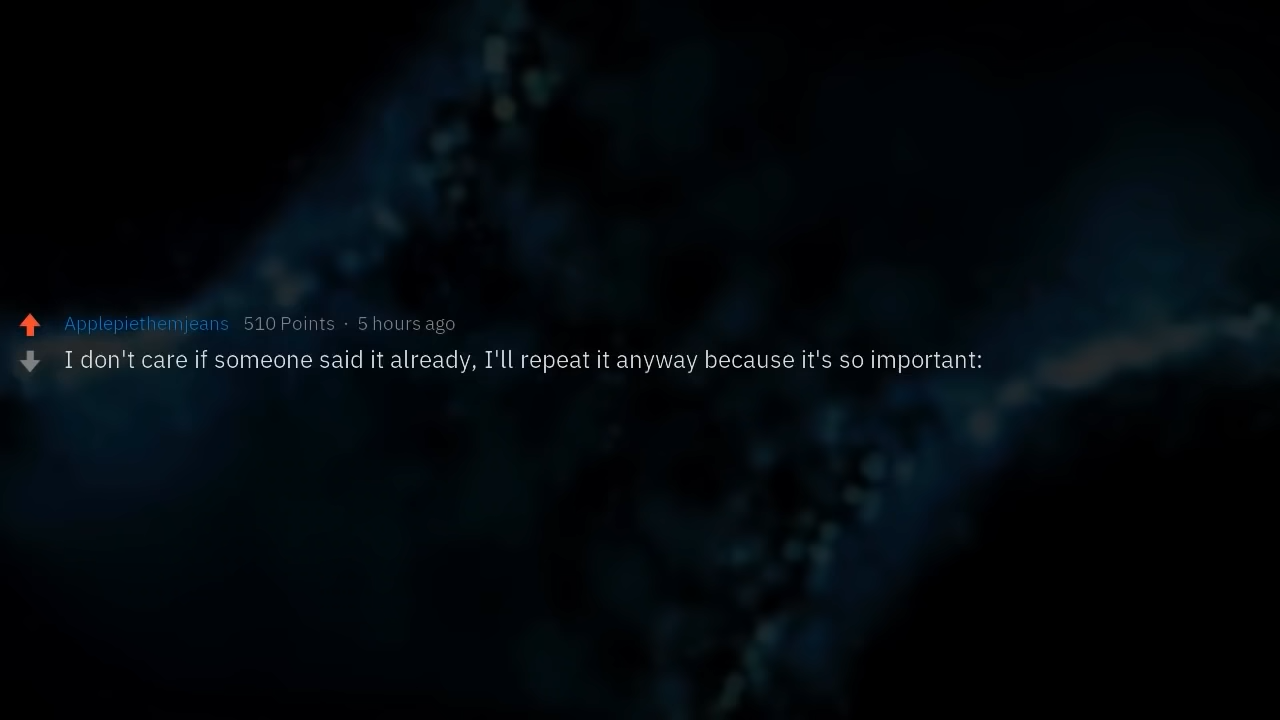 Applepiethemjeans 510 Points · 5 hours ago
I don't care if someone said it already, I'll repeat it anyway because it's so important: